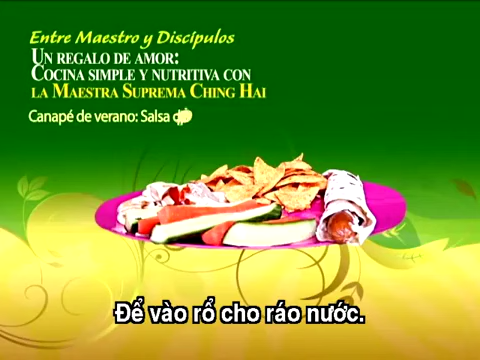 Entre Maestro y Discípulos
UN REGALO DE AMOR:
COCINA SIMPLE Y NUTRITIVA CON
LA MAESTRA SUPREMA CHING HAI
Canapé de verano: Salsa
Để vào rổ cho ráo nước.